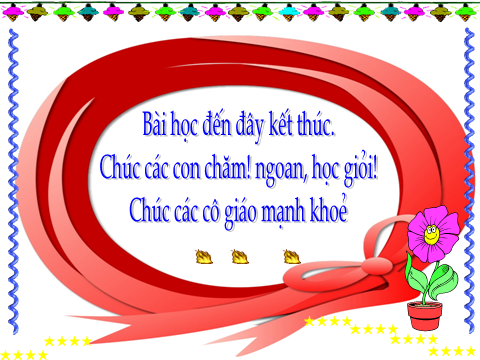 Bài học đến đây kết thúc.
Chúc các con chăm! ngoan, học giỏi!
Chúc các cô giáo mạnh khoẻ